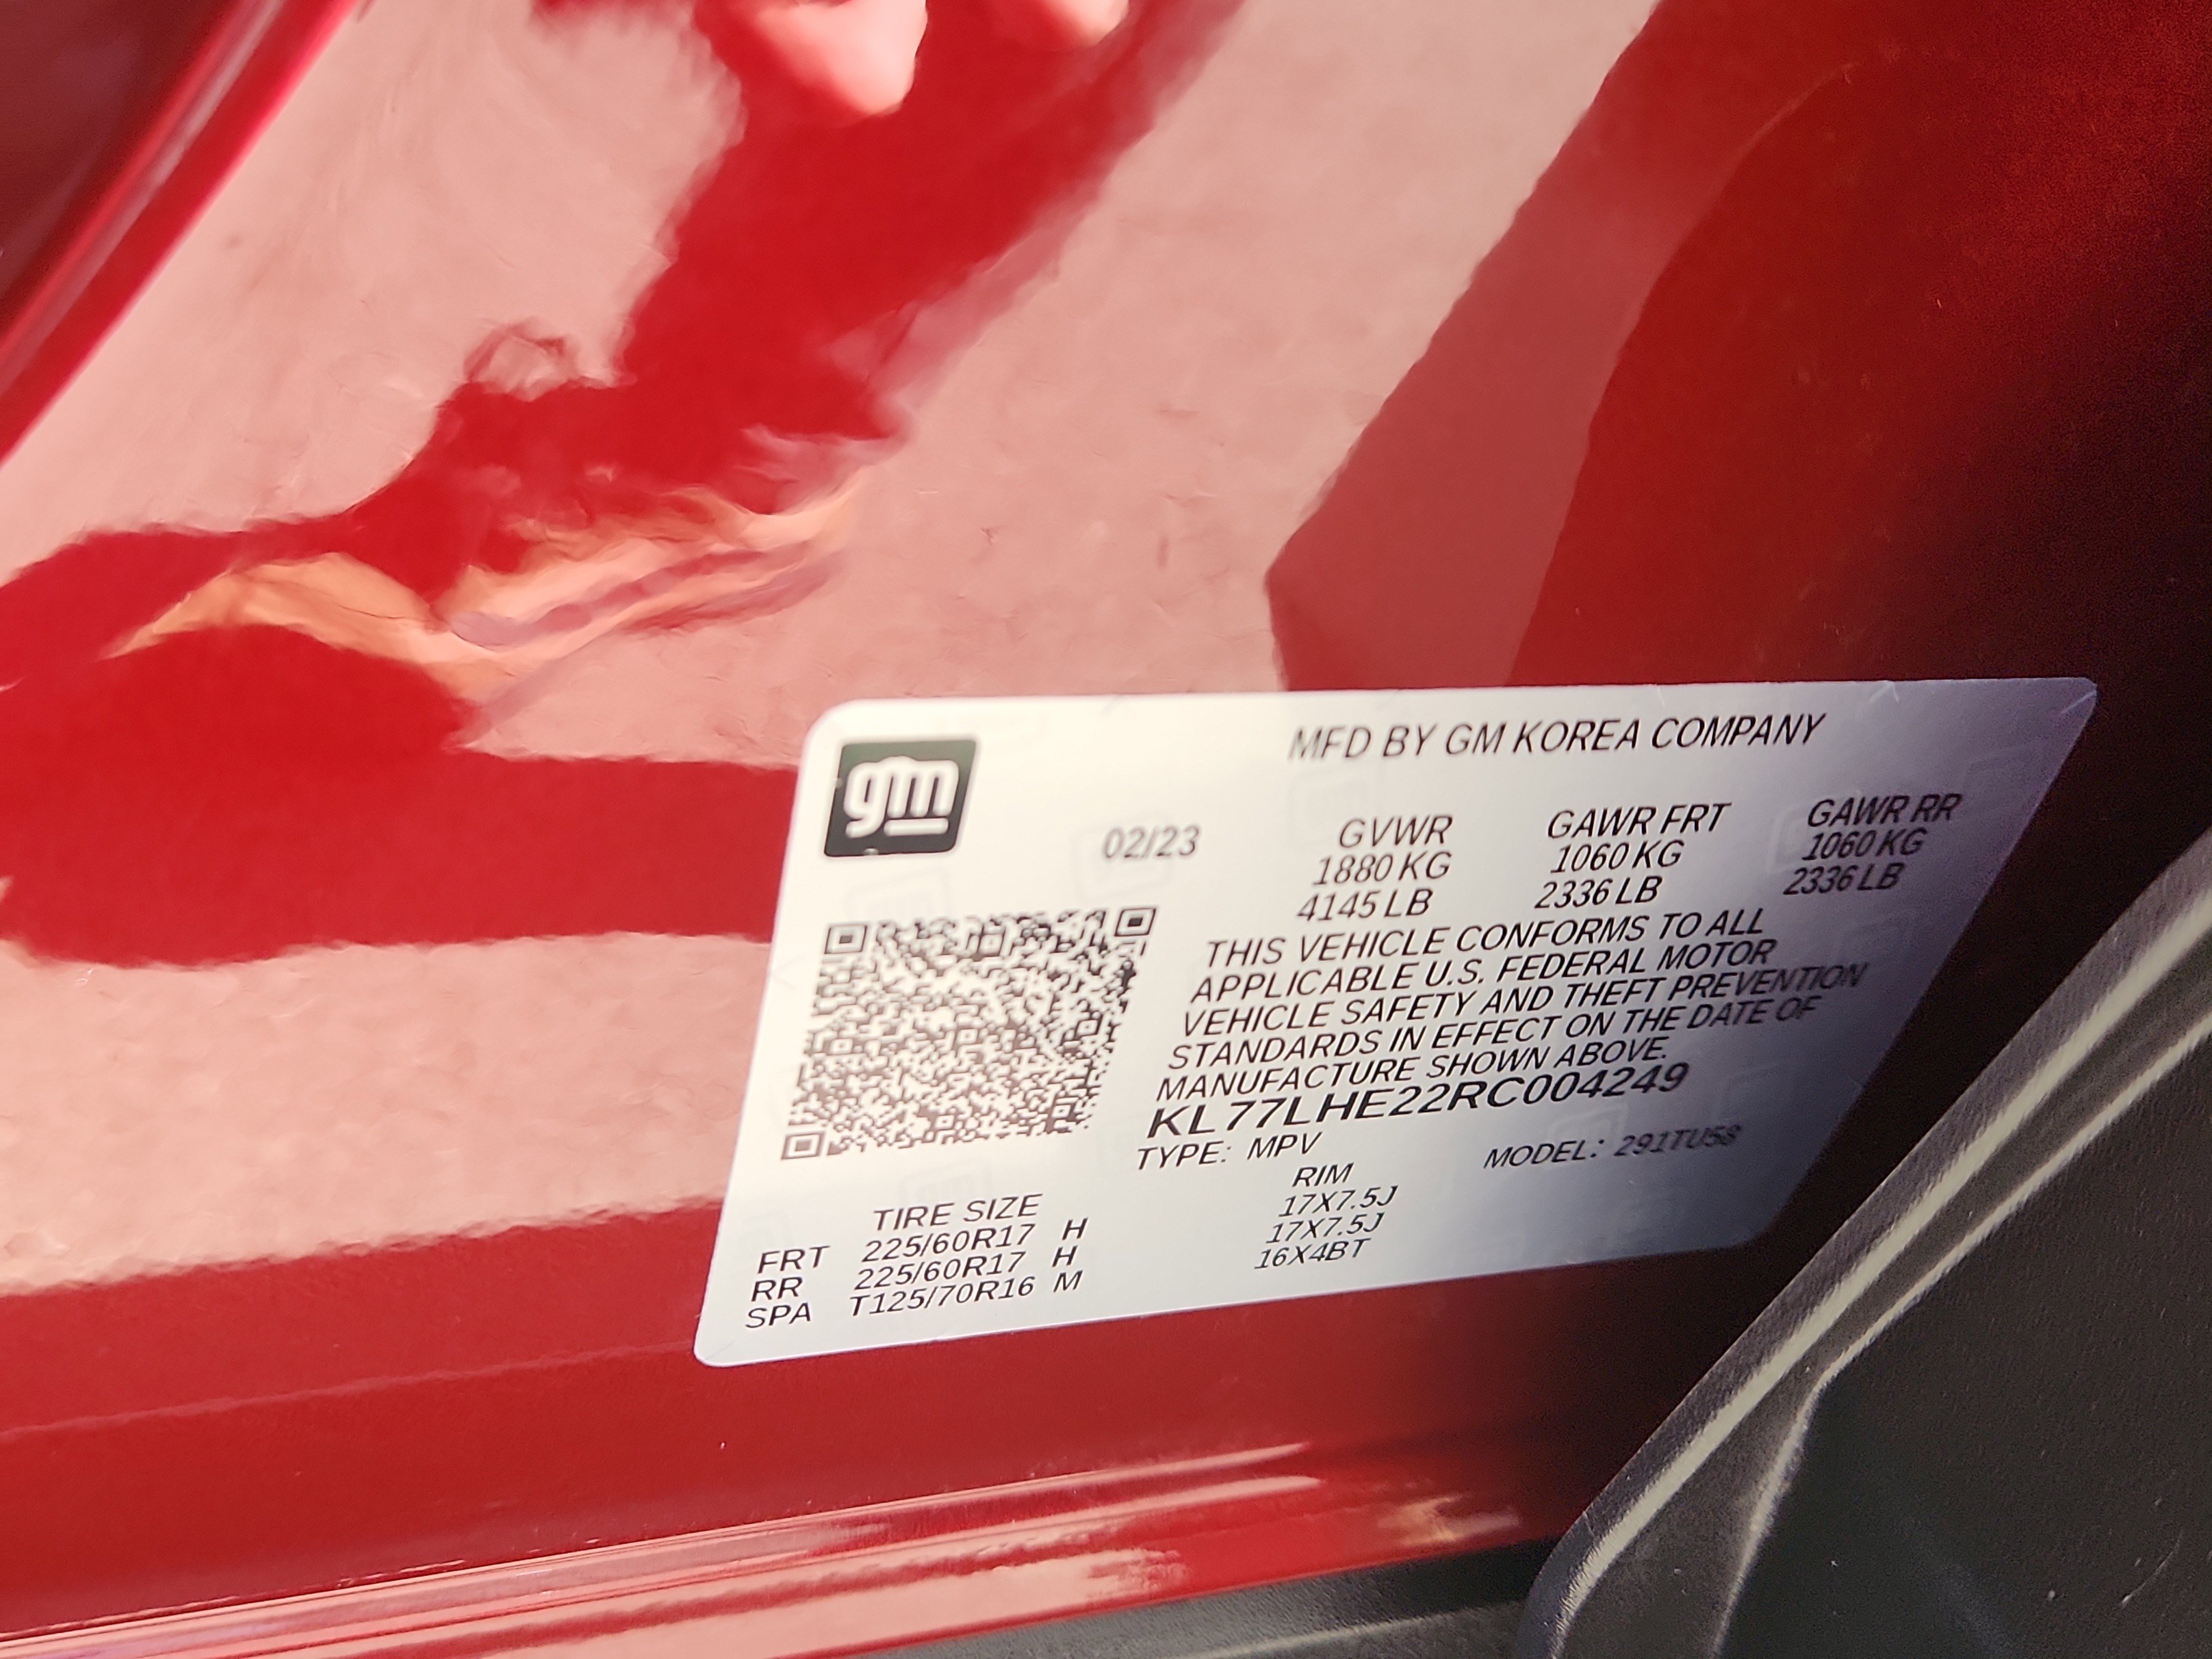 gm
MFD BY GM KOREA COMPANY
02/23 GVWR GAWR FRT GAWR RR
1880 KG 1060 KG 1060 KG
4145 LB 2336 LB 2336 LB
THIS VEHICLE CONFORMS TO ALL
APPLICABLE U.S. FEDERAL MOTOR
VEHICLE SAFETY AND THEFT PREVENTION
STANDARDS IN EFFECT ON THE DATE OF
MANUFACTURE SHOWN ABOVE.
KL77LHE22RC004249
TYPE: MPV MODEL: 291TU58
TIRE SIZE RIM
FRT 225/60R17 H 17X7.5J
RR 225/60R17 H 17X7.5J
SPA T125/70R16 M 16X4BT